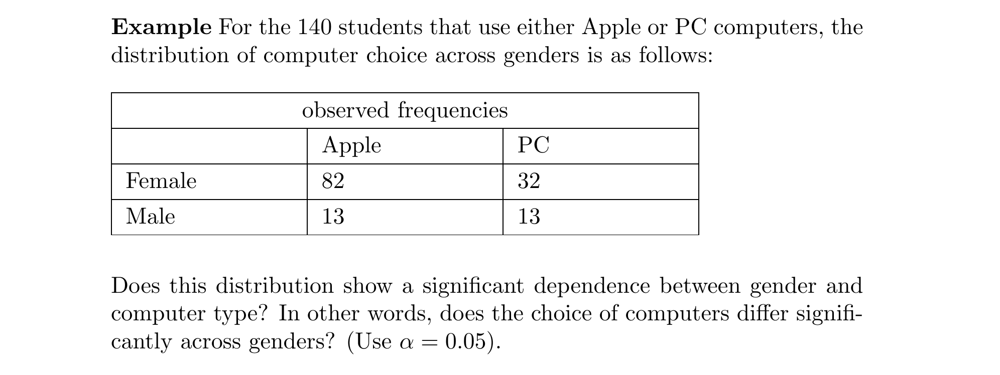 Example For the 140 students that use either Apple or PC computers, the
distribution of computer choice across genders is as follows:
observed frequencies
Apple PC
Female 82 32
Male 13 13
Does this distribution show a significant dependence between gender and
computer type? In other words, does the choice of computers differ signifi-
cantly across genders? (Use α = 0.05).